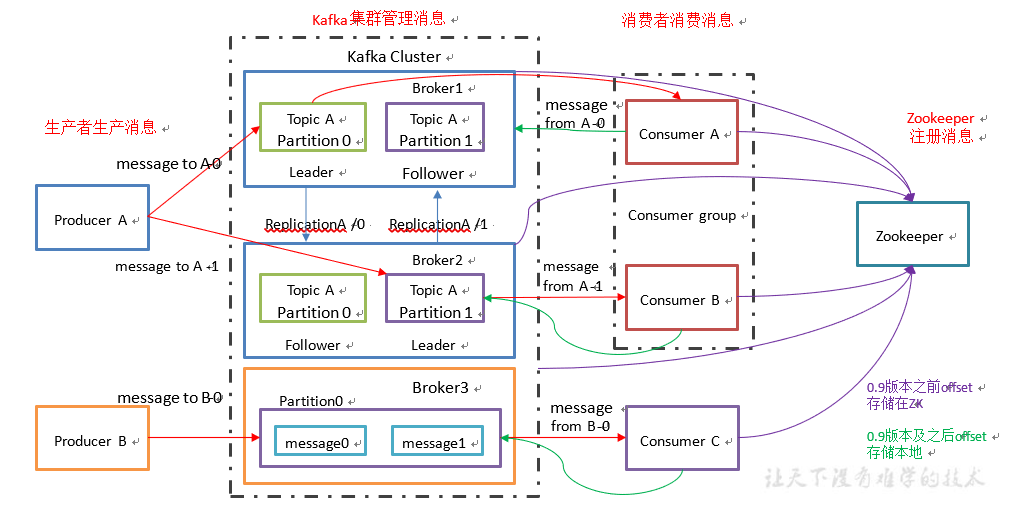 Kafka集群管理消息
消费者消费消息
Kafka Cluster
生产者生产消息
Zookeeper
注册消息
Broker1
Topic A
Partition 0
Topic A
Partition 1
Leader
Follower
message to A-0
Producer A
message to A-1
ReplicationA/0
ReplicationA/1
Broker2
Topic A
Partition 0
Topic A
Partition 1
Follower
Leader
message
from A-0
Consumer A
Consumer group
message
from A-1
Consumer B
Zookeeper
message to B-0
Producer B
Broker3
Partition0
message0
message1
message
from B-0
Consumer C
0.9版本之前offset
存储在ZK
0.9版本及之后offset
存储本地
让天下没有难学的技术